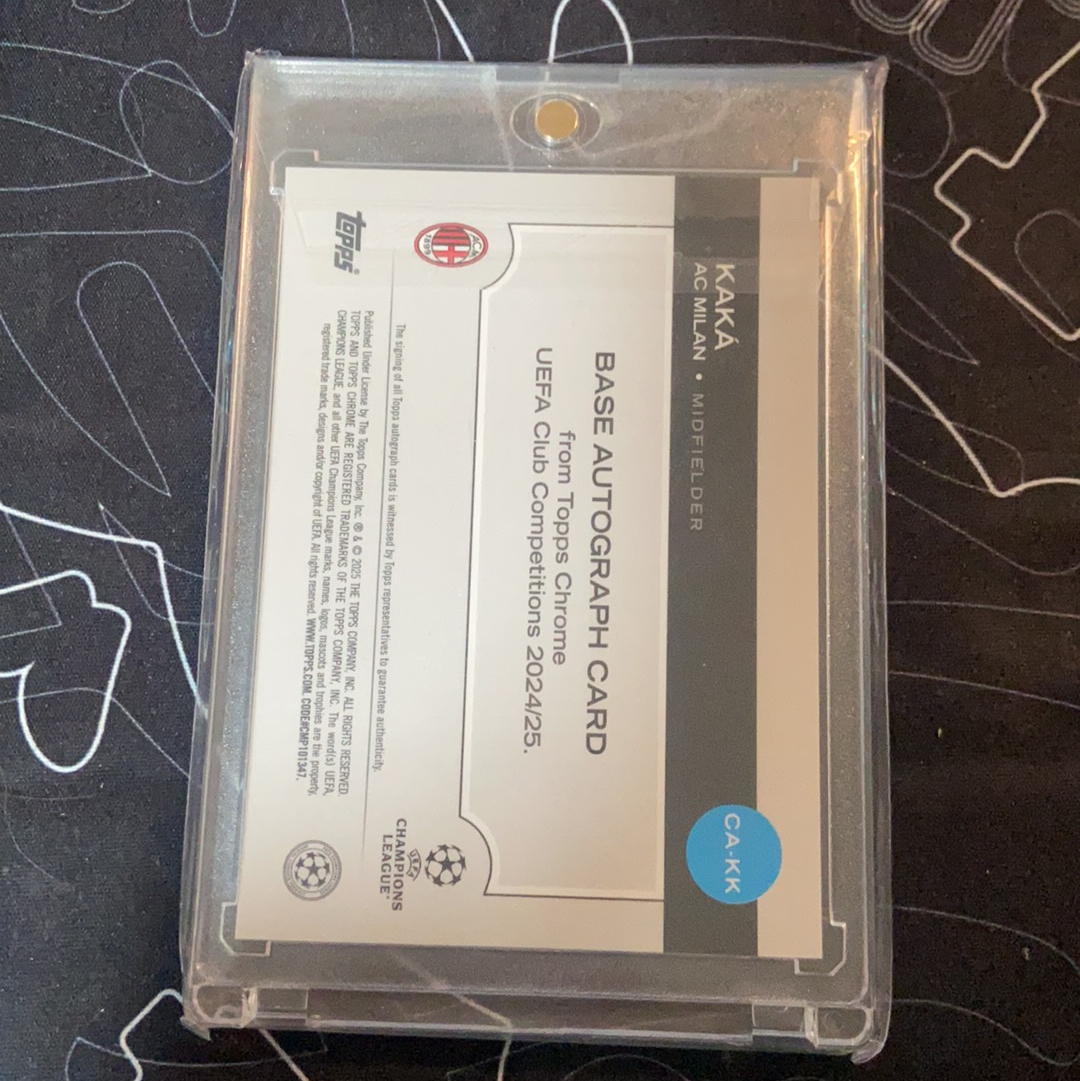 KAKÁ
AC MILAN • MIDFIELDER
CA-KK
BASE AUTOGRAPH CARD
from Topps Chrome
UEFA Club Competitions 2024/25.
ACM
1899
UEFA
CHAMPIONS
LEAGUE®
The signing of all Topps autograph cards is witnessed by Topps representatives to guarantee authenticity.
topps®
Published Under License by The Topps Company, Inc. ® & © 2025 THE TOPPS COMPANY, INC. ALL RIGHTS RESERVED.
TOPPS AND TOPPS CHROME ARE REGISTERED TRADEMARKS OF THE TOPPS COMPANY, INC. The word(s) UEFA,
CHAMPIONS LEAGUE, and all other UEFA Champions League marks, names, logos, mascots and trophies are the property,
registered trade marks, designs and/or copyright of UEFA. All rights reserved. WWW.TOPPS.COM. CODE#CMP101347.